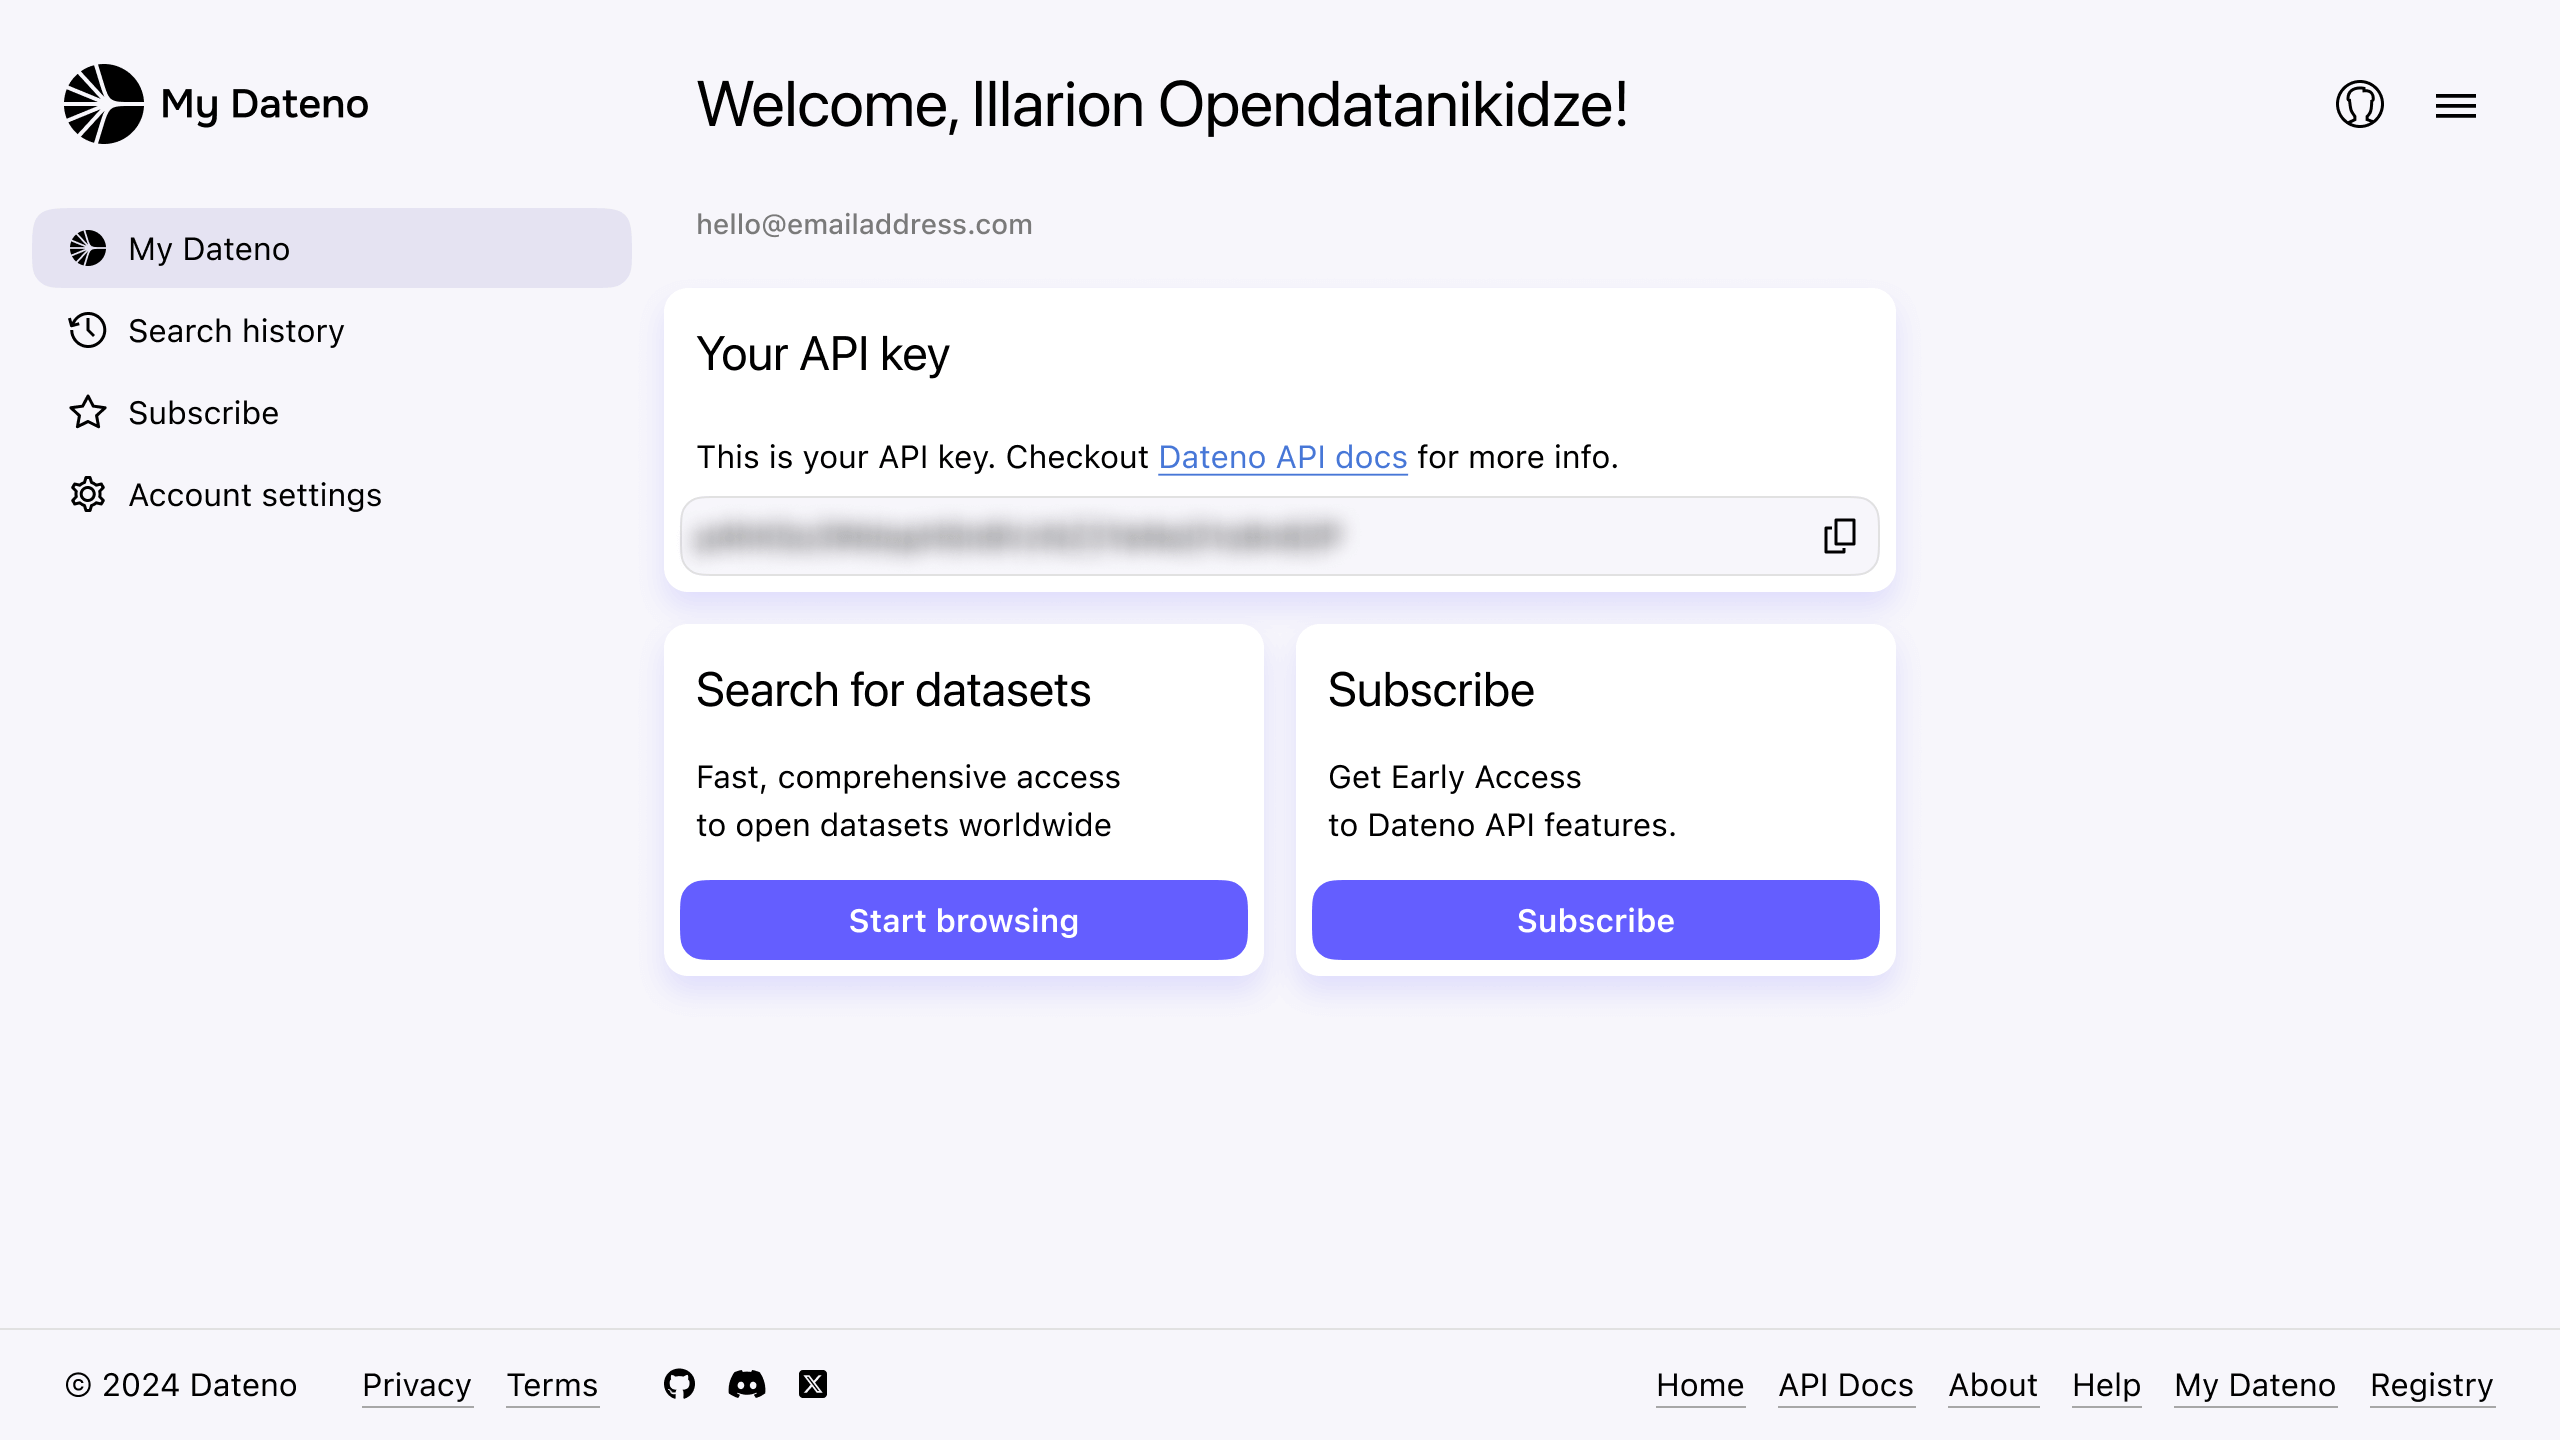 My Dateno
Welcome, Illarion Opendatanikidze!
My Dateno
Search history
Subscribe
Account settings
hello@emailaddress.com
Your API key
This is your API key. Checkout Dateno API docs for more info.
Search for datasets
Fast, comprehensive access
to open datasets worldwide
Start browsing
Subscribe
Get Early Access
to Dateno API features.
Subscribe
© 2024 Dateno Privacy Terms Home API Docs About Help My Dateno Registry